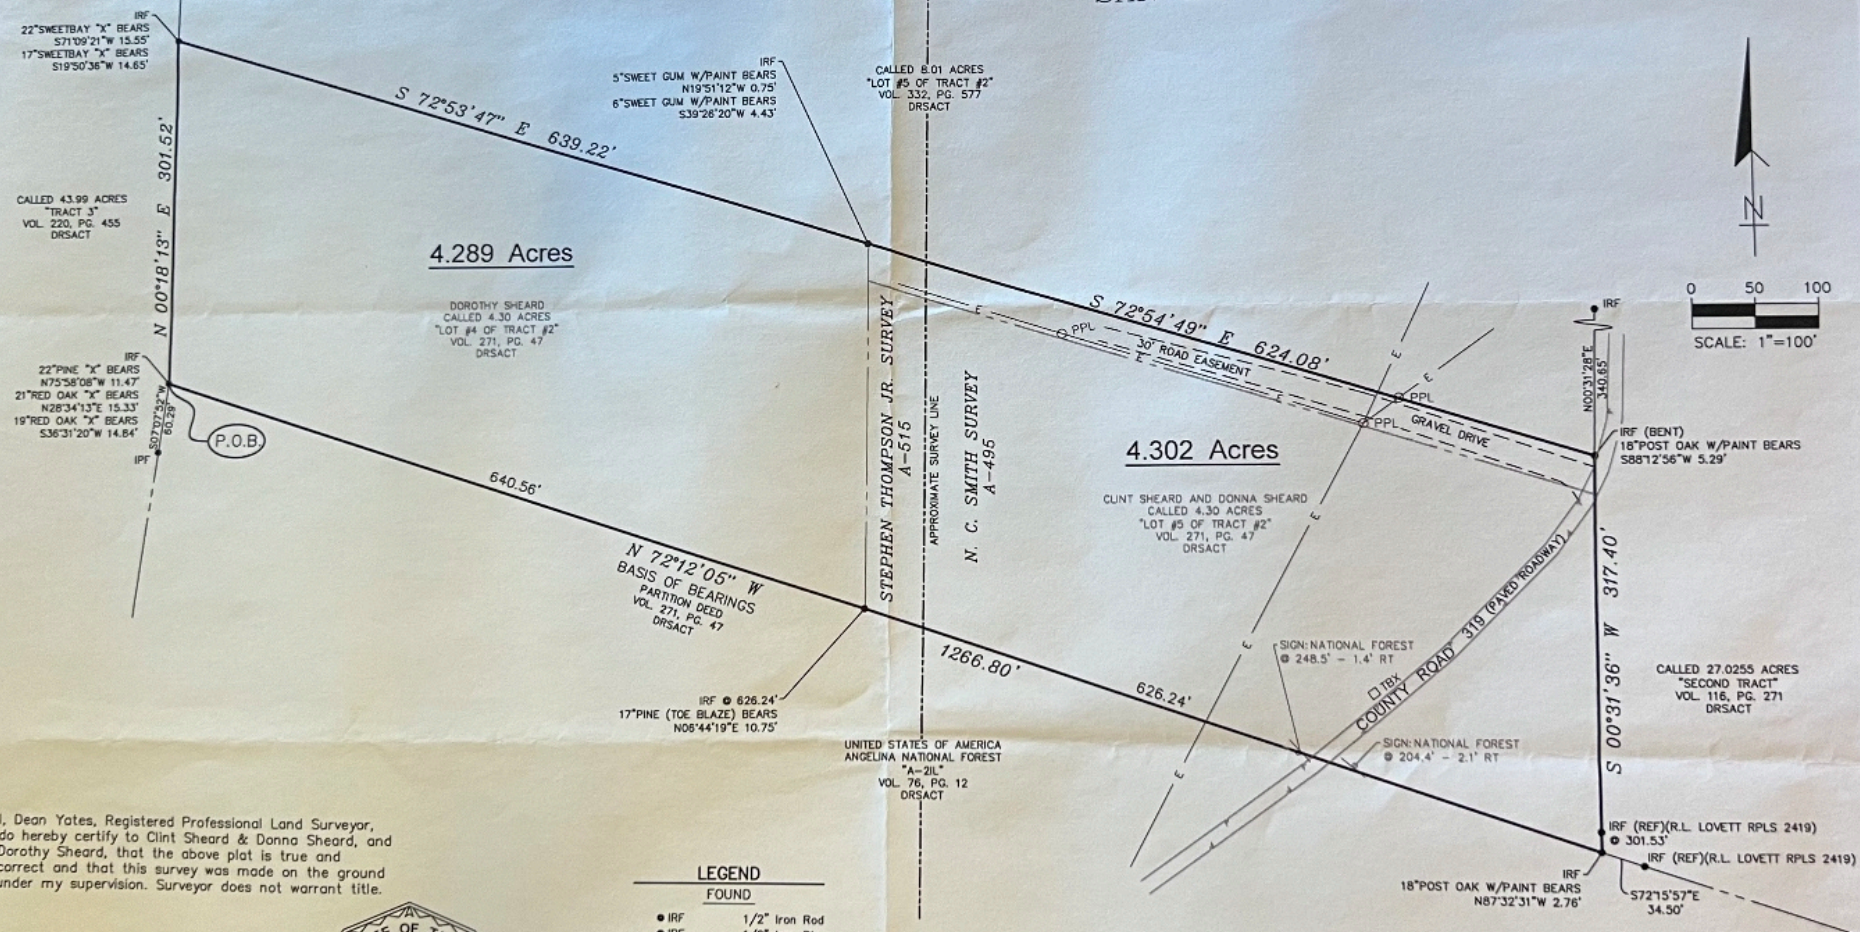 IRF
22"SWEETBAY "X" BEARS
S71°09'21"W 15.55'
17"SWEETBAY "X" BEARS
S19°50'36"W 14.65'
S 72°53'47" E 639.22'
IRF
5"SWEET GUM W/PAINT BEARS
N19°51'12"W 0.75'
6"SWEET GUM W/PAINT BEARS
S39°26'20"W 4.43'
CALLED 8.01 ACRES
"LOT #5 OF TRACT #2"
VOL. 332, PG. 577
DRSACT
N
0 50 100
SCALE: 1"=100'
N 00°18'13" E 301.52'
CALLED 43.99 ACRES
"TRACT 3"
VOL. 220, PG. 455
DRSACT
4.289 Acres
DOROTHY SHEARD
CALLED 4.30 ACRES
"LOT #4 OF TRACT #2"
VOL. 271, PG. 47
DRSACT
IRF
22"PINE "X" BEARS
N75°58'08"W 11.47'
21"RED OAK "X" BEARS
N28°34'13"E 15.33'
19"RED OAK "X" BEARS
S36°31'20"W 14.84'
S07°07'52"W
60.29'
IPF
P.O.B.
S 72°54'49" E 624.08'
PPL
30' ROAD EASEMENT
E
E
E
E
E
PPL
PPL
GRAVEL DRIVE
IRF
N00°31'28"E
340.65'
IRF (BENT)
18"POST OAK W/PAINT BEARS
S88°12'56"W 5.29'
STEPHEN THOMPSON JR. SURVEY
A-515
APPROXIMATE SURVEY LINE
N. C. SMITH SURVEY
A-495
4.302 Acres
CLINT SHEARD AND DONNA SHEARD
CALLED 4.30 ACRES
"LOT #5 OF TRACT #2"
VOL. 271, PG. 47
DRSACT
E
E
E
640.56'
N 72°12'05" W
BASIS OF BEARINGS
PARTITION DEED
VOL. 271, PG. 47
DRSACT
1266.80'
626.24'
IRF @ 626.24'
17"PINE (TOE BLAZE) BEARS
N06°44'19"E 10.75'
UNITED STATES OF AMERICA
ANGELINA NATIONAL FOREST
"A-2IL"
VOL. 76, PG. 12
DRSACT
SIGN: NATIONAL FOREST
@ 248.5' - 1.4' RT
TBX
COUNTY ROAD 319 (PAVED ROADWAY)
SIGN: NATIONAL FOREST
@ 204.4' - 2.1' RT
S 00°31'36" W 317.40'
CALLED 27.0255 ACRES
"SECOND TRACT"
VOL. 116, PG. 271
DRSACT
IRF (REF)(R.L. LOVETT RPLS 2419)
@ 301.53'
IRF (REF)(R.L. LOVETT RPLS 2419)
IRF
18"POST OAK W/PAINT BEARS
N87°32'31"W 2.76'
S72°15'57"E
34.50'
I, Dean Yates, Registered Professional Land Surveyor,
do hereby certify to Clint Sheard & Donna Sheard, and
Dorothy Sheard, that the above plat is true and
correct and that this survey was made on the ground
under my supervision. Surveyor does not warrant title.
OF
LEGEND
FOUND
IRF 1/2" Iron Rod